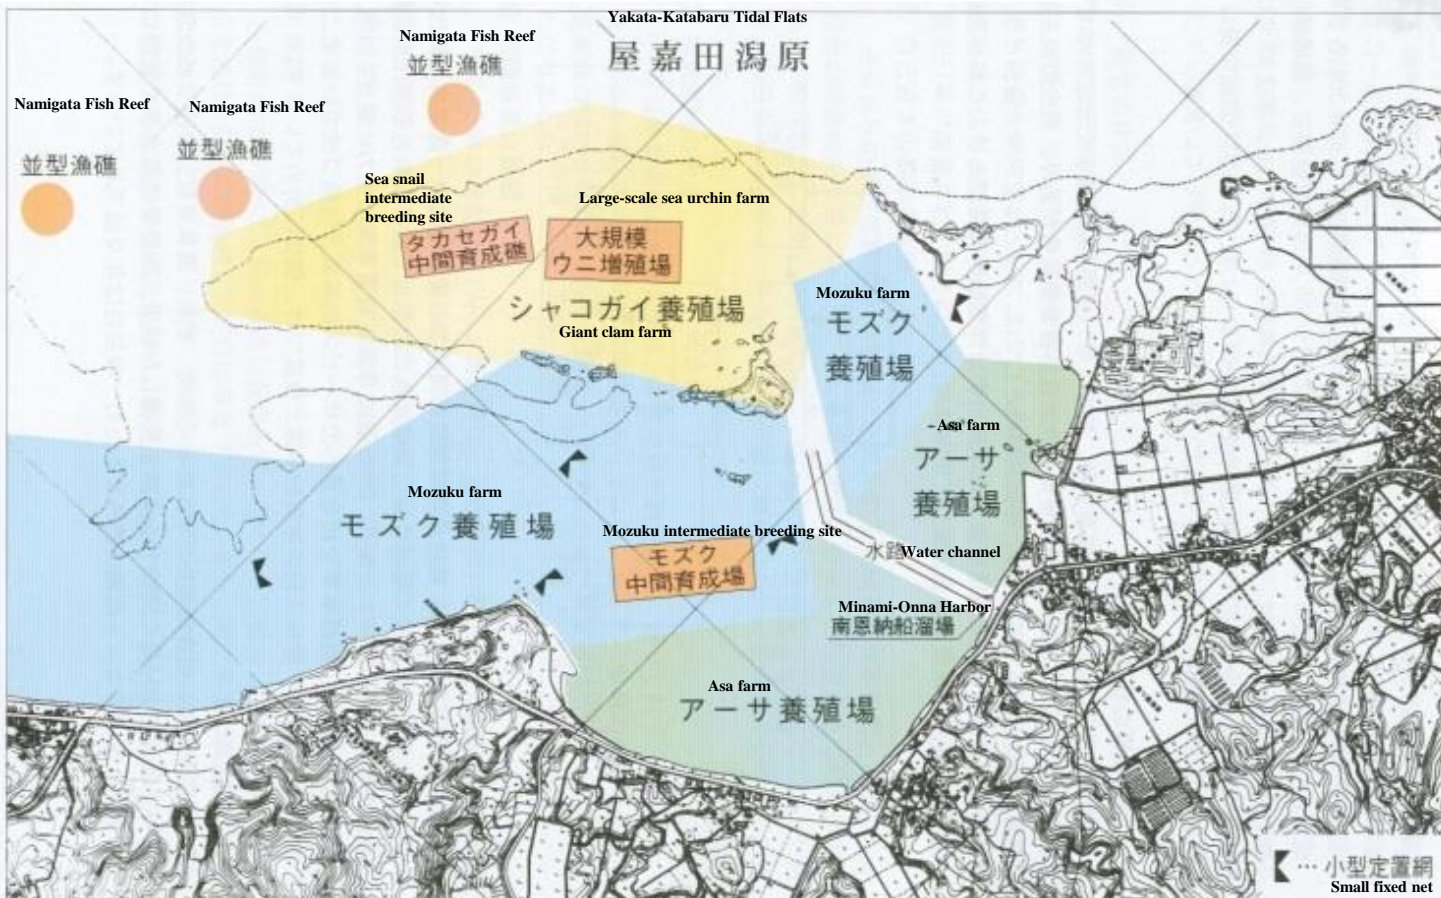 Yakata-Katabaru Tidal Flats
屋嘉田潟原
Namigata Fish Reef
並型漁礁
Namigata Fish Reef
並型漁礁
Namigata Fish Reef
並型漁礁
Sea snail
intermediate
breeding site
タカセガイ
中間育成礁
Large-scale sea urchin farm
大規模
ウニ増殖場
シャコガイ養殖場
Giant clam farm
Mozuku farm
モズク
養殖場
Asa farm
アーサ
養殖場
Mozuku farm
モズク養殖場
Mozuku intermediate breeding site
モズク
中間育成場
水路
Water channel
Minami-Onna Harbor
南恩納船溜場
Asa farm
アーサ養殖場
… 小型定置網
Small fixed net